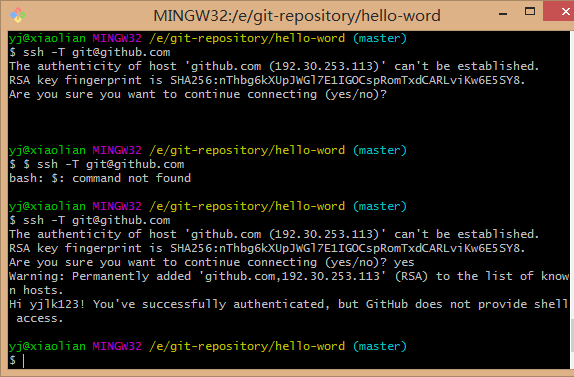 MINGW32:/e/git-repository/hello-word
yj@xiaolian MINGW32 /e/git-repository/hello-word (master)
$ ssh -T git@github.com
The authenticity of host 'github.com (192.30.253.113)' can't be established.
RSA key fingerprint is SHA256:nThbg6kXUpJWGl7E1IGOCspRomTxdCARLviKw6E5SY8.
Are you sure you want to continue connecting (yes/no)?
yj@xiaolian MINGW32 /e/git-repository/hello-word (master)
$ $ ssh -T git@github.com
bash: $: command not found
yj@xiaolian MINGW32 /e/git-repository/hello-word (master)
$ ssh -T git@github.com
The authenticity of host 'github.com (192.30.253.113)' can't be established.
RSA key fingerprint is SHA256:nThbg6kXUpJWGl7E1IGOCspRomTxdCARLviKw6E5SY8.
Are you sure you want to continue connecting (yes/no)? yes
Warning: Permanently added 'github.com,192.30.253.113' (RSA) to the list of know
n hosts.
Hi yjlk123! You've successfully authenticated, but GitHub does not provide shell
 access.
yj@xiaolian MINGW32 /e/git-repository/hello-word (master)
$